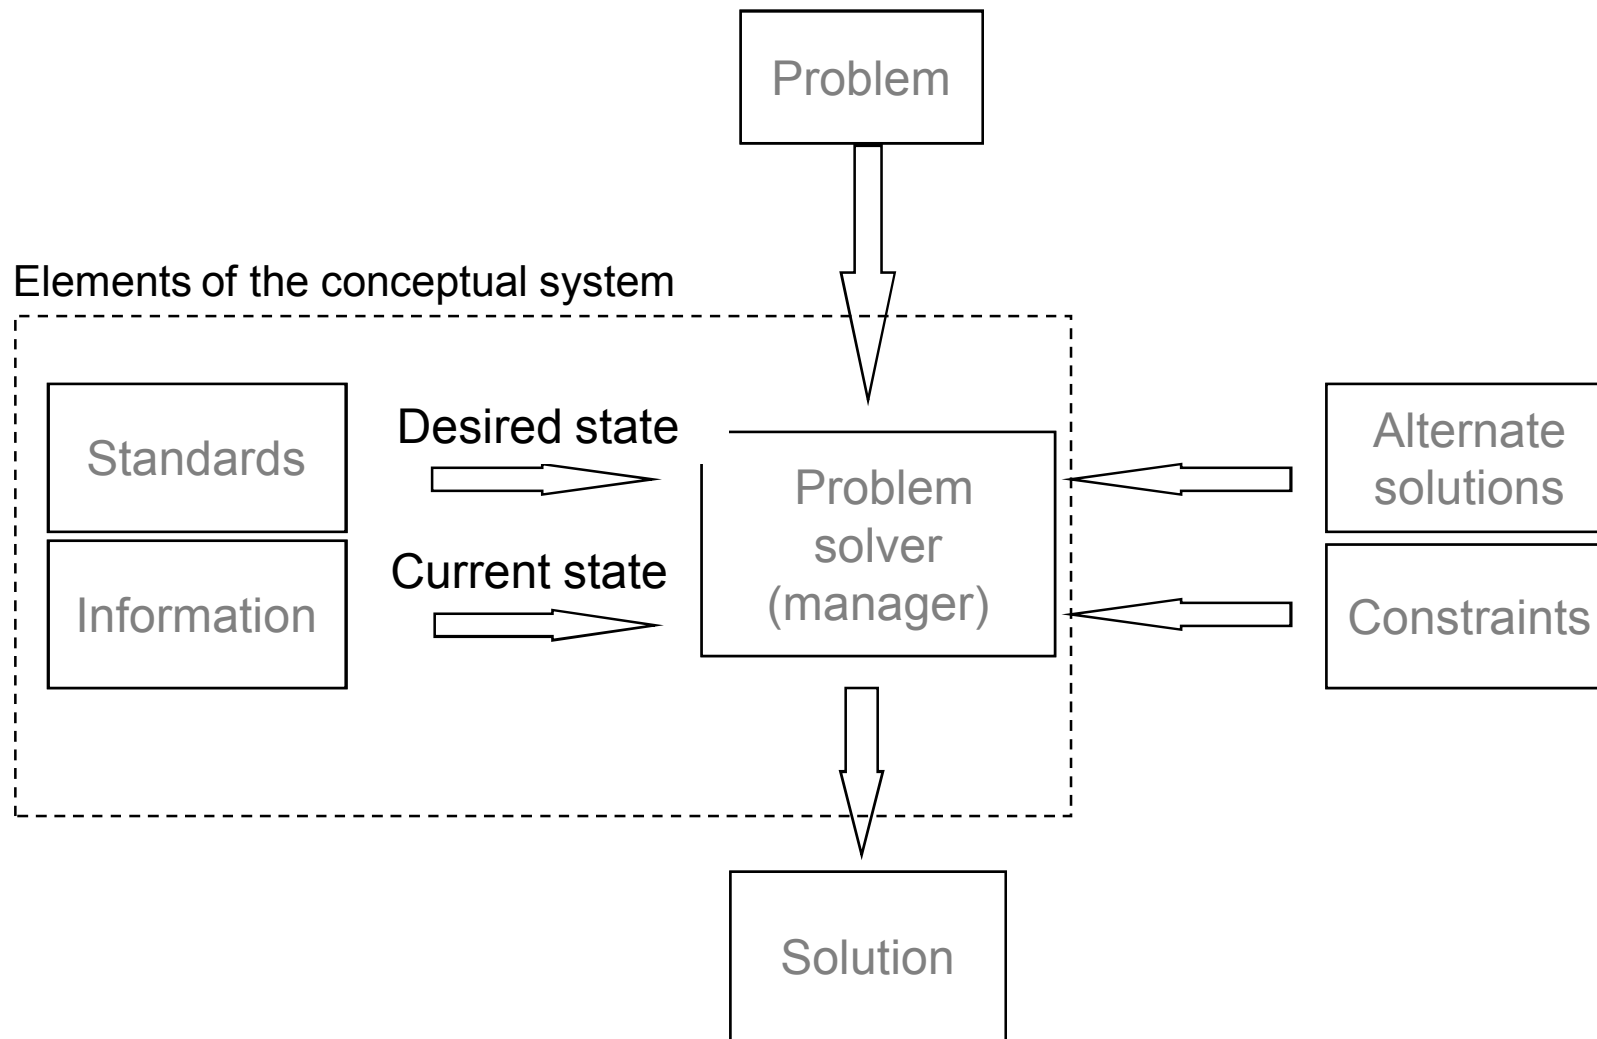 Problem
Elements of the conceptual system
Standards
Desired state
Information
Current state
Problem
solver
(manager)
Alternate
solutions
Constraints
Solution